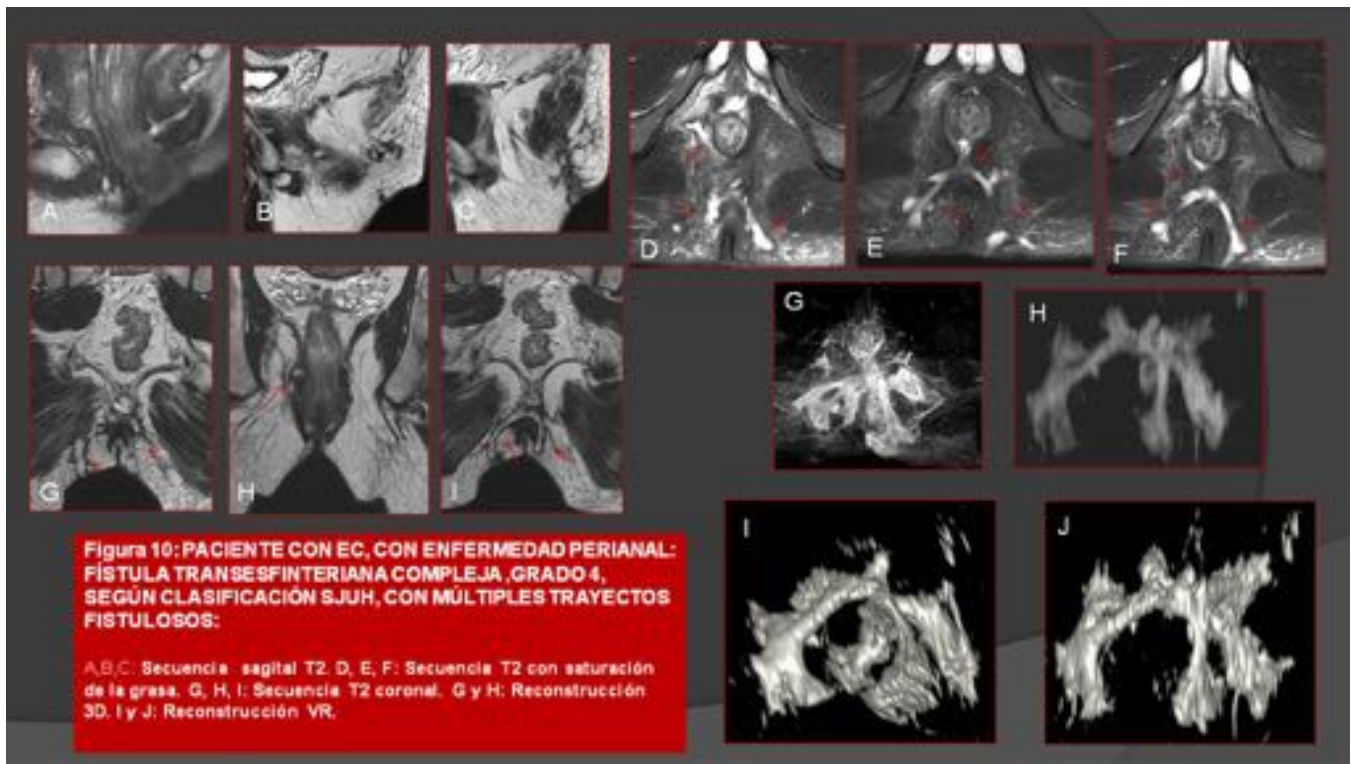 A
B
C
D
E
F
G
H
I
G
H
I
J
Figura 10: PACIENTE CON EC, CON ENFERMEDAD PERIANAL:
FÍSTULA TRANSESFINTERIANA COMPLEJA ,GRADO 4,
SEGÚN CLASIFICACIÓN SJUH, CON MÚLTIPLES TRAYECTOS
FISTULOSOS:
A,B,C: Secuencia sagital T2. D, E, F: Secuencia T2 con saturación
de la grasa. G, H, I: Secuencia T2 coronal. G y H: Reconstrucción
3D. I y J: Reconstrucción VR.